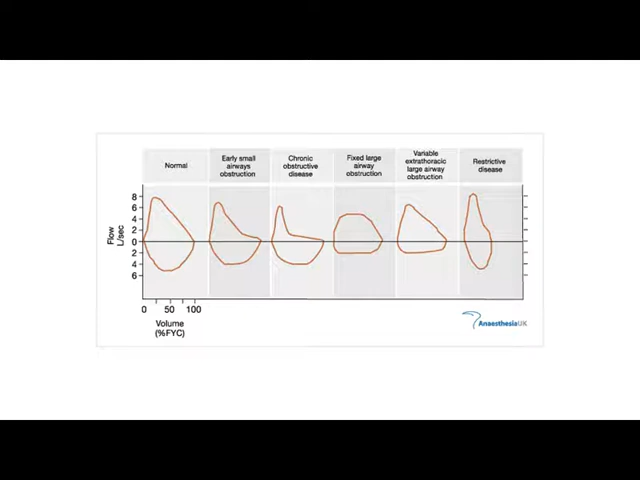 Normal
Early small
airways
obstruction
Chronic
obstructive
disease
Fixed large
airway
obstruction
Variable
extrathoracic
large airway
obstruction
Restrictive
disease
Flow
L/sec
8
6
4
2
0
2
4
6
0 50 100
Volume
(%FYC)
AnaesthesiaUK